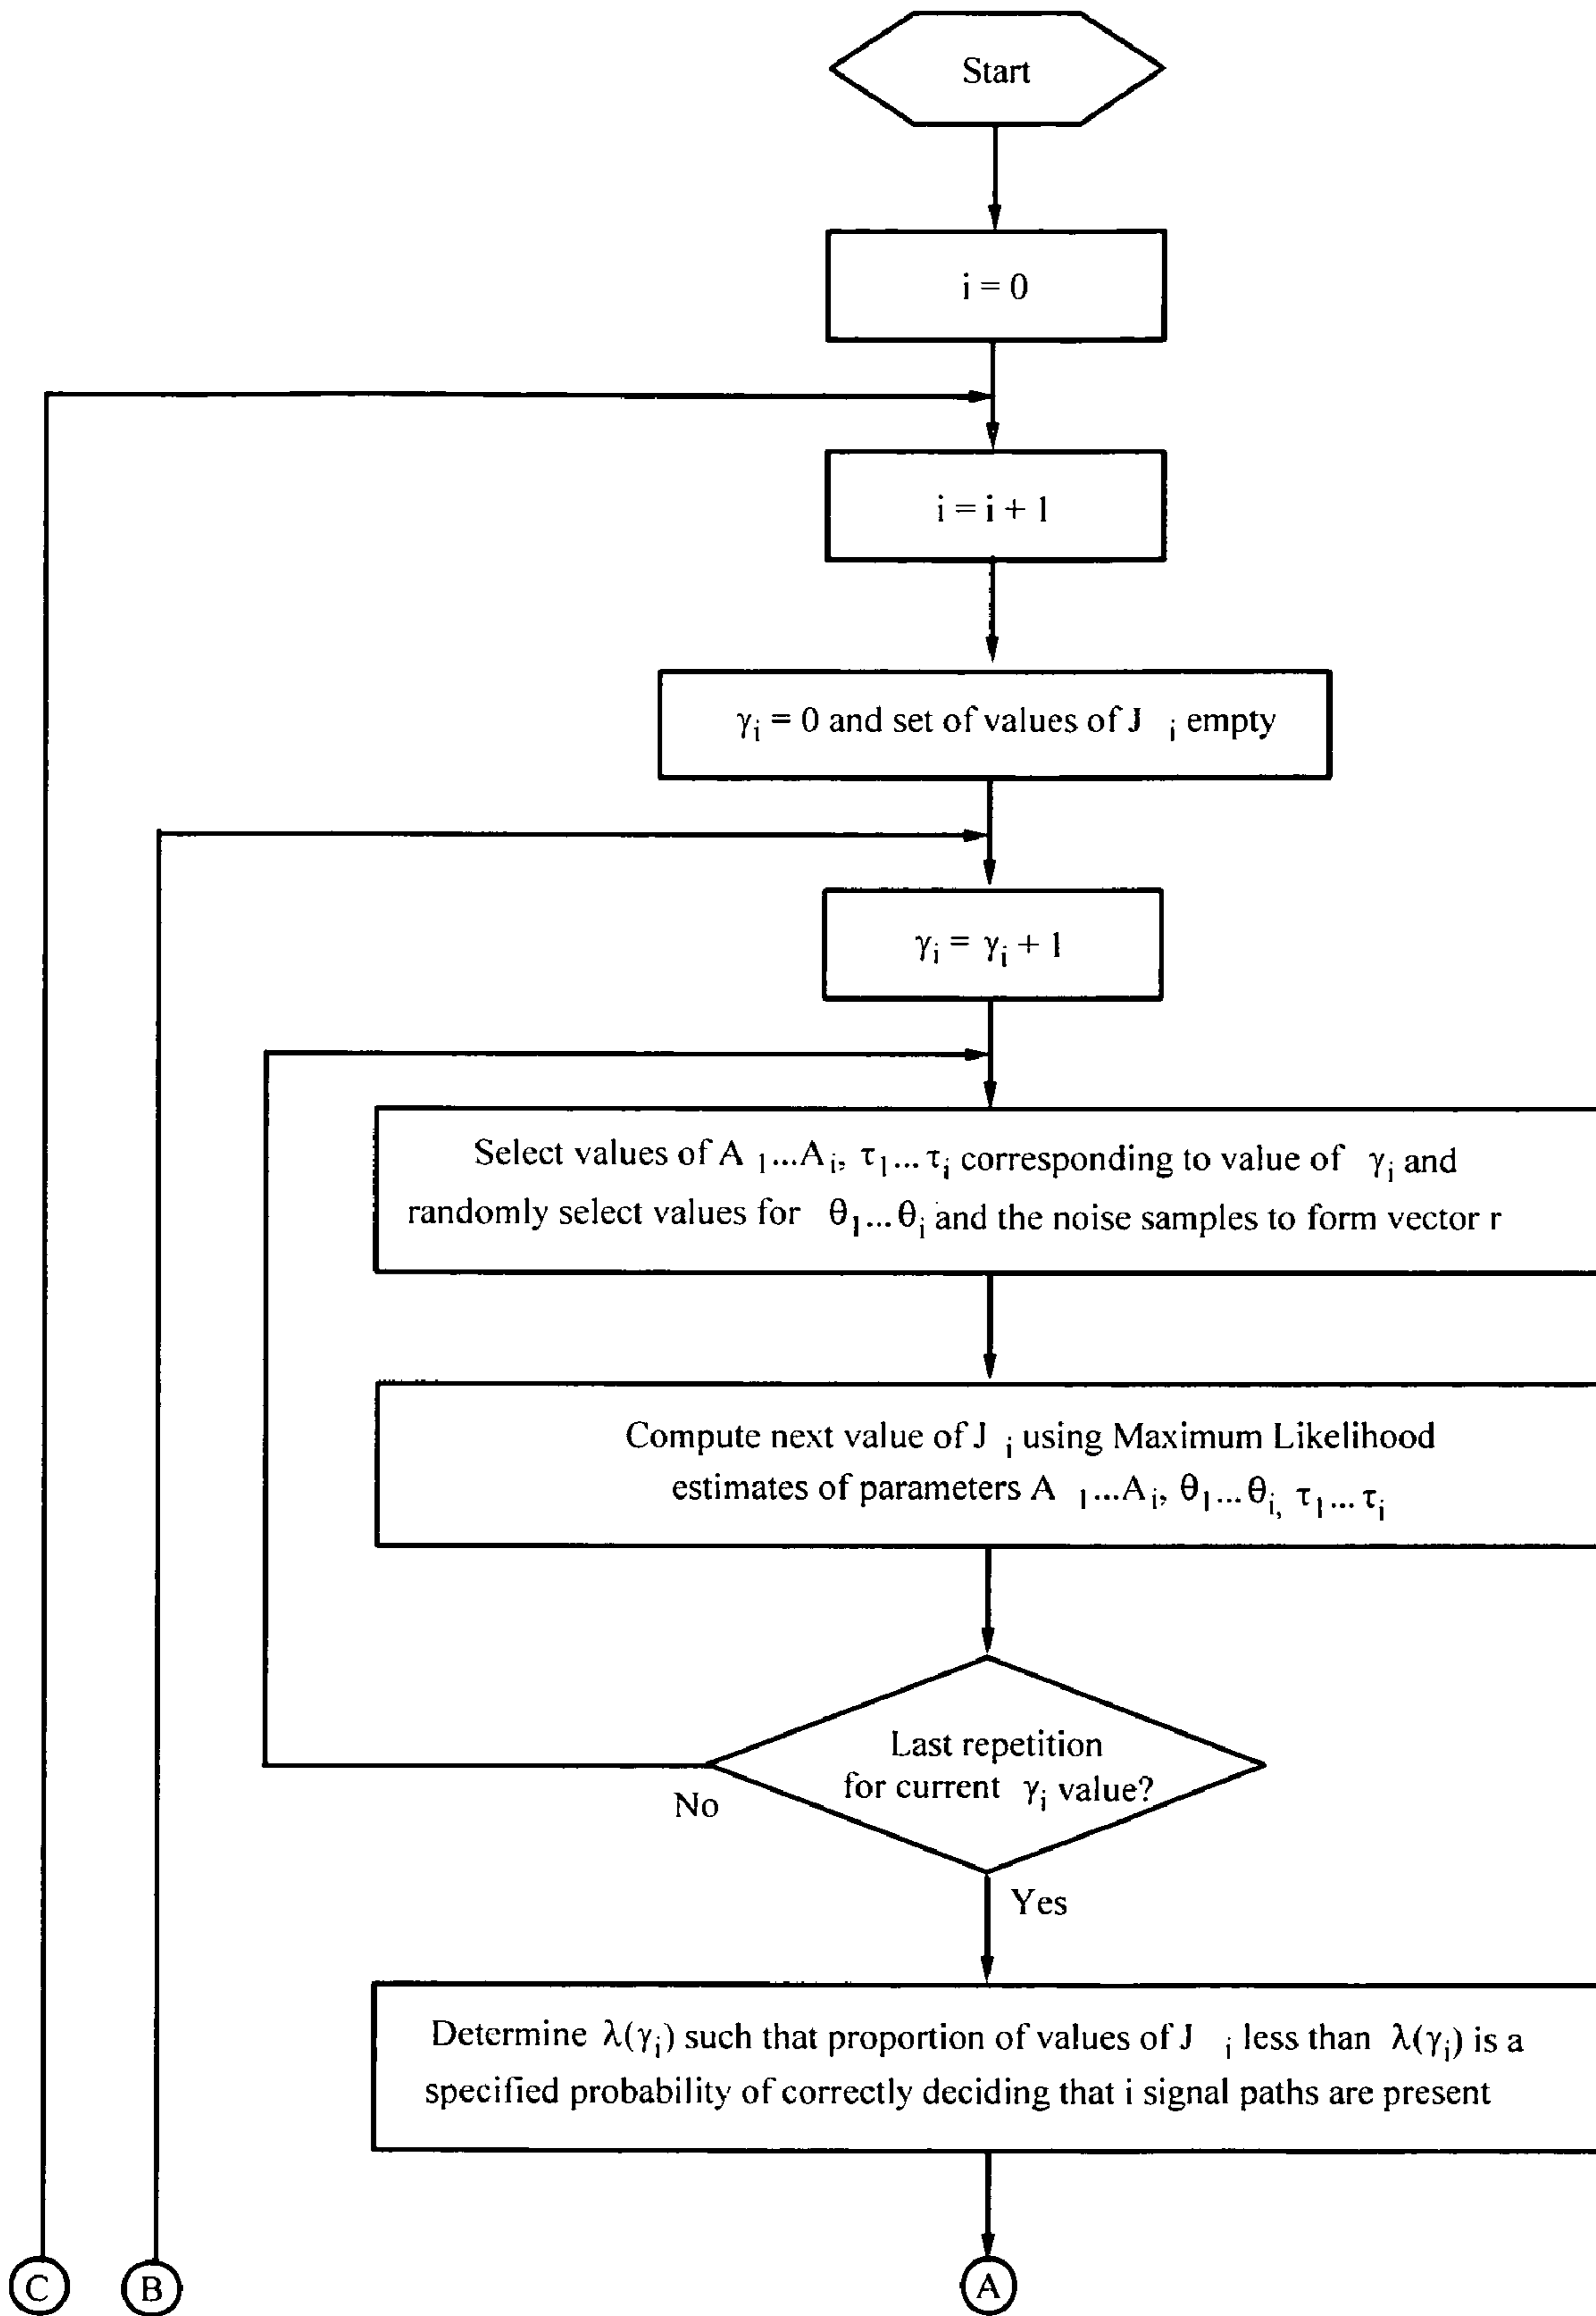 Start
i = 0
i = i + 1
γi = 0 and set of values of J i empty
γi = γi + 1
Select values of A 1...Ai, τ1...τi corresponding to value of γi and
randomly select values for θ1...θi and the noise samples to form vector r
Compute next value of J i using Maximum Likelihood
estimates of parameters A 1...Ai, θ1...θi, τ1...τi
Last repetition
for current γi value?
No
Yes
Determine λ(γi) such that proportion of values of J i less than λ(γi) is a
specified probability of correctly deciding that i signal paths are present
C
B
A